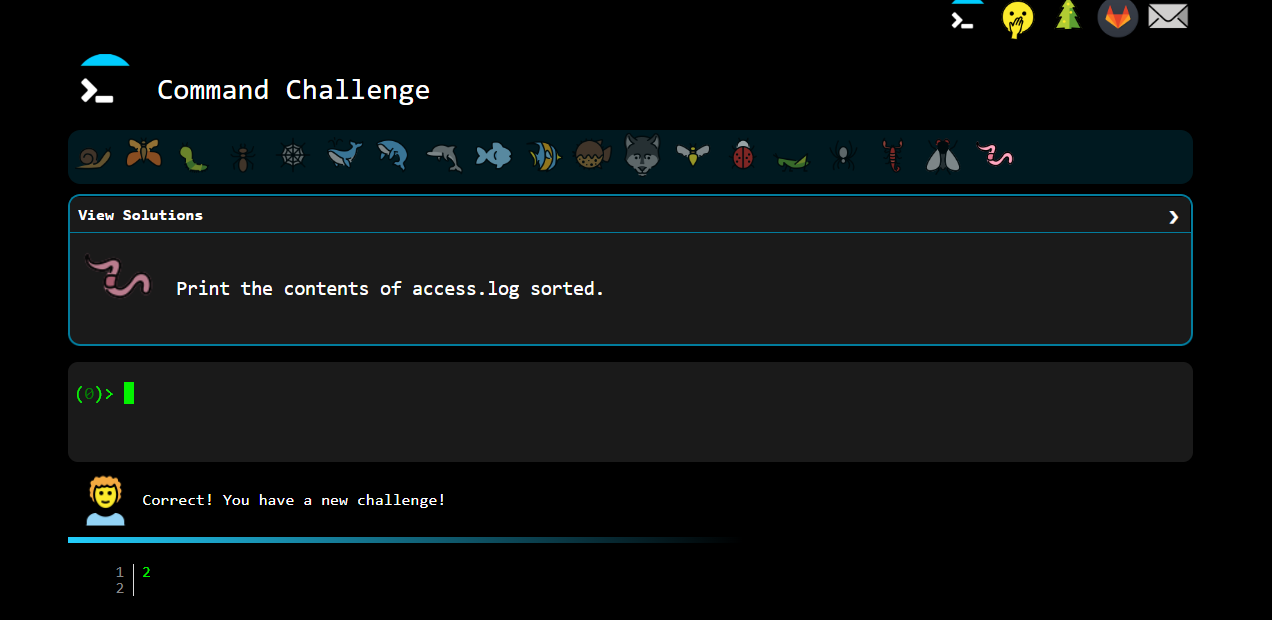 Command Challenge
View Solutions
Print the contents of access.log sorted.
(0)>
Correct! You have a new challenge!
1 2
2